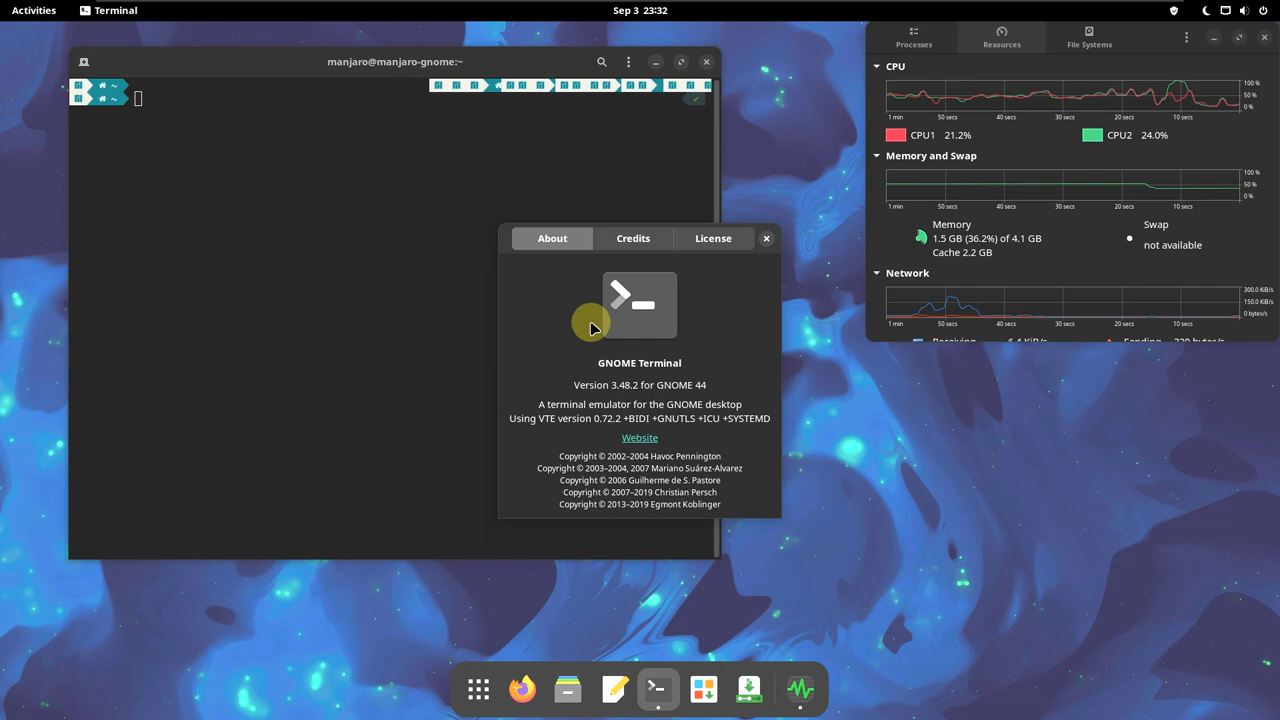 Activities
Terminal
Sep 3 23:32
manjaro@manjaro-gnome:~
~
~
Processes
Resources
File Systems
CPU
100 %
50 %
0 %
1 min 50 secs 40 secs 30 secs 20 secs 10 secs
CPU1 21.2%
CPU2 24.0%
Memory and Swap
100 %
50 %
0 %
1 min 50 secs 40 secs 30 secs 20 secs 10 secs
Memory
1.5 GB (36.2%) of 4.1 GB
Cache 2.2 GB
Swap
not available
Network
300.0 KiB/s
150.0 KiB/s
0 bytes/s
1 min 50 secs 40 secs 30 secs 20 secs 10 secs
Receiving 6.4 KiB/s Sending 220 bytes/s
About
Credits
License
GNOME Terminal
Version 3.48.2 for GNOME 44
A terminal emulator for the GNOME desktop
Using VTE version 0.72.2 +BIDI +GNUTLS +ICU +SYSTEMD
Website
Copyright © 2002–2004 Havoc Pennington
Copyright © 2003–2004, 2007 Mariano Suárez-Alvarez
Copyright © 2006 Guilherme de S. Pastore
Copyright © 2007–2019 Christian Persch
Copyright © 2013–2019 Egmont Koblinger